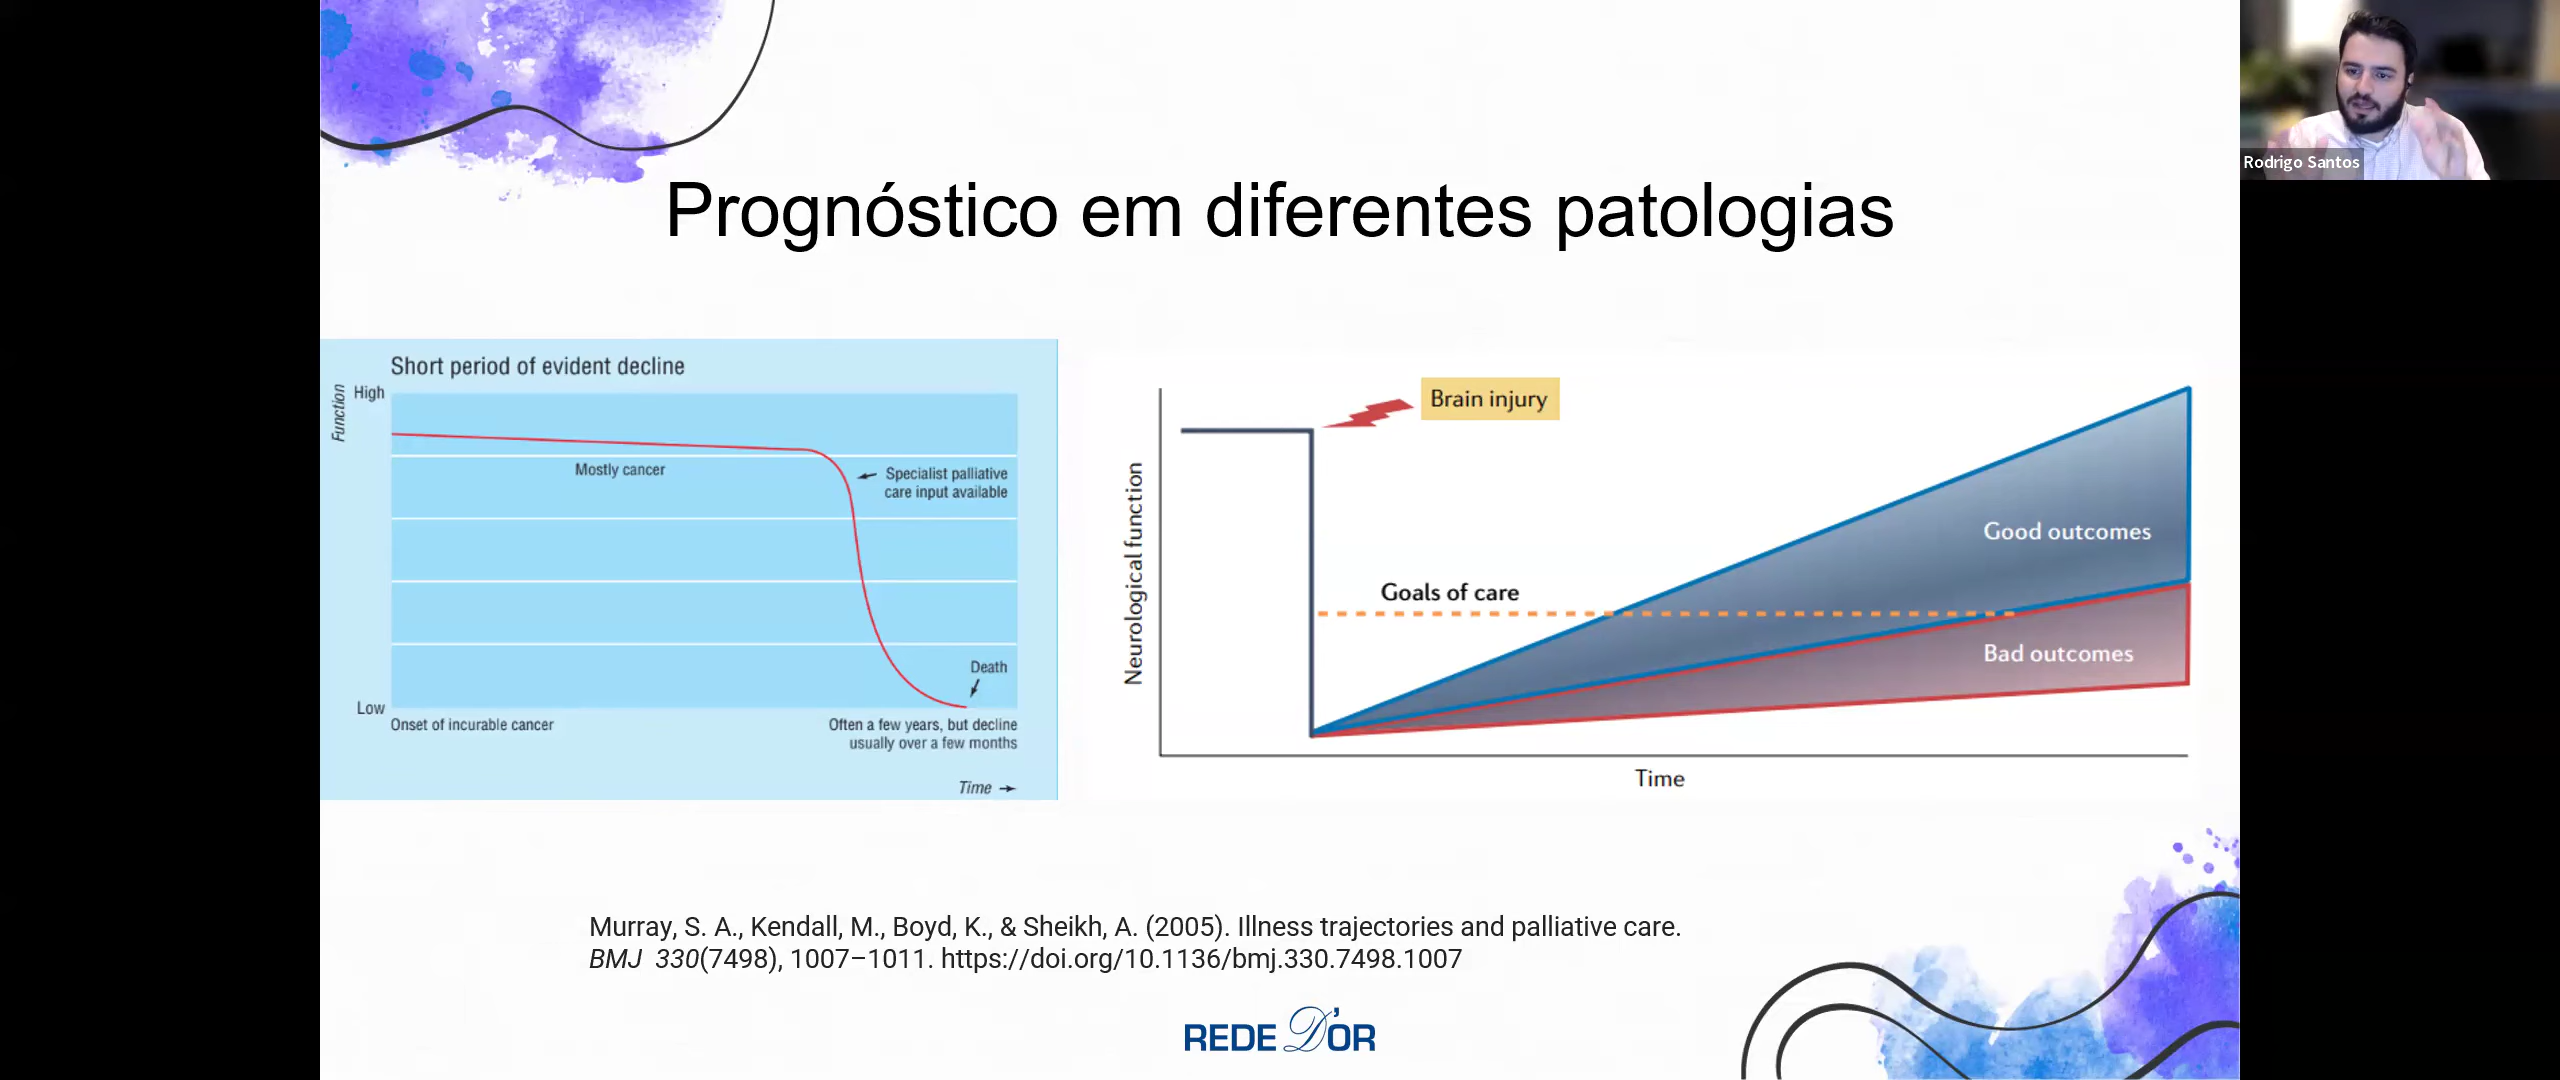 Rodrigo Santos
Prognóstico em diferentes patologias
Short period of evident decline
Function
High
Mostly cancer
Specialist palliative
care input available
Death
Low
Onset of incurable cancer
Often a few years, but decline
usually over a few months
Time
Brain injury
Neurological function
Goals of care
Good outcomes
Bad outcomes
Time
Murray, S. A., Kendall, M., Boyd, K., & Sheikh, A. (2005). Illness trajectories and palliative care.
BMJ 330(7498), 1007–1011. https://doi.org/10.1136/bmj.330.7498.1007
REDE D'OR